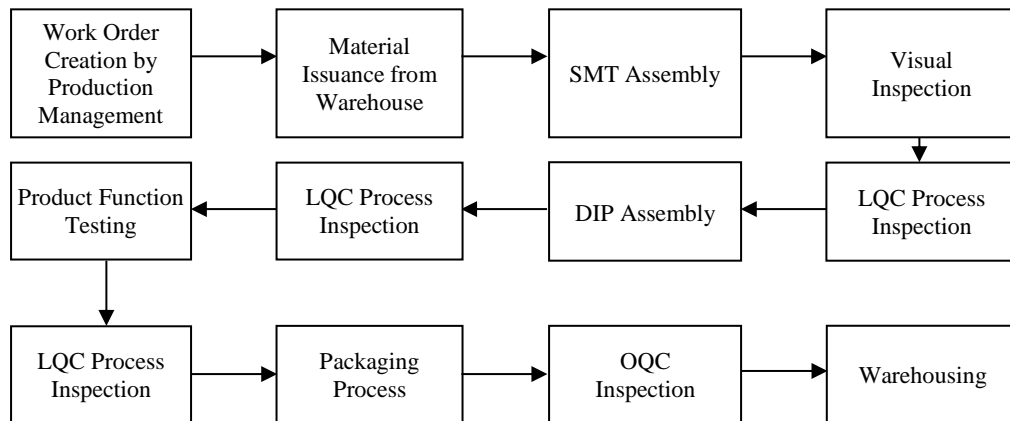 Work Order
Creation by
Production
Management
Material
Issuance from
Warehouse
SMT Assembly
Visual
Inspection
LQC Process
Inspection
DIP Assembly
LQC Process
Inspection
Product Function
Testing
LQC Process
Inspection
Packaging
Process
OQC
Inspection
Warehousing